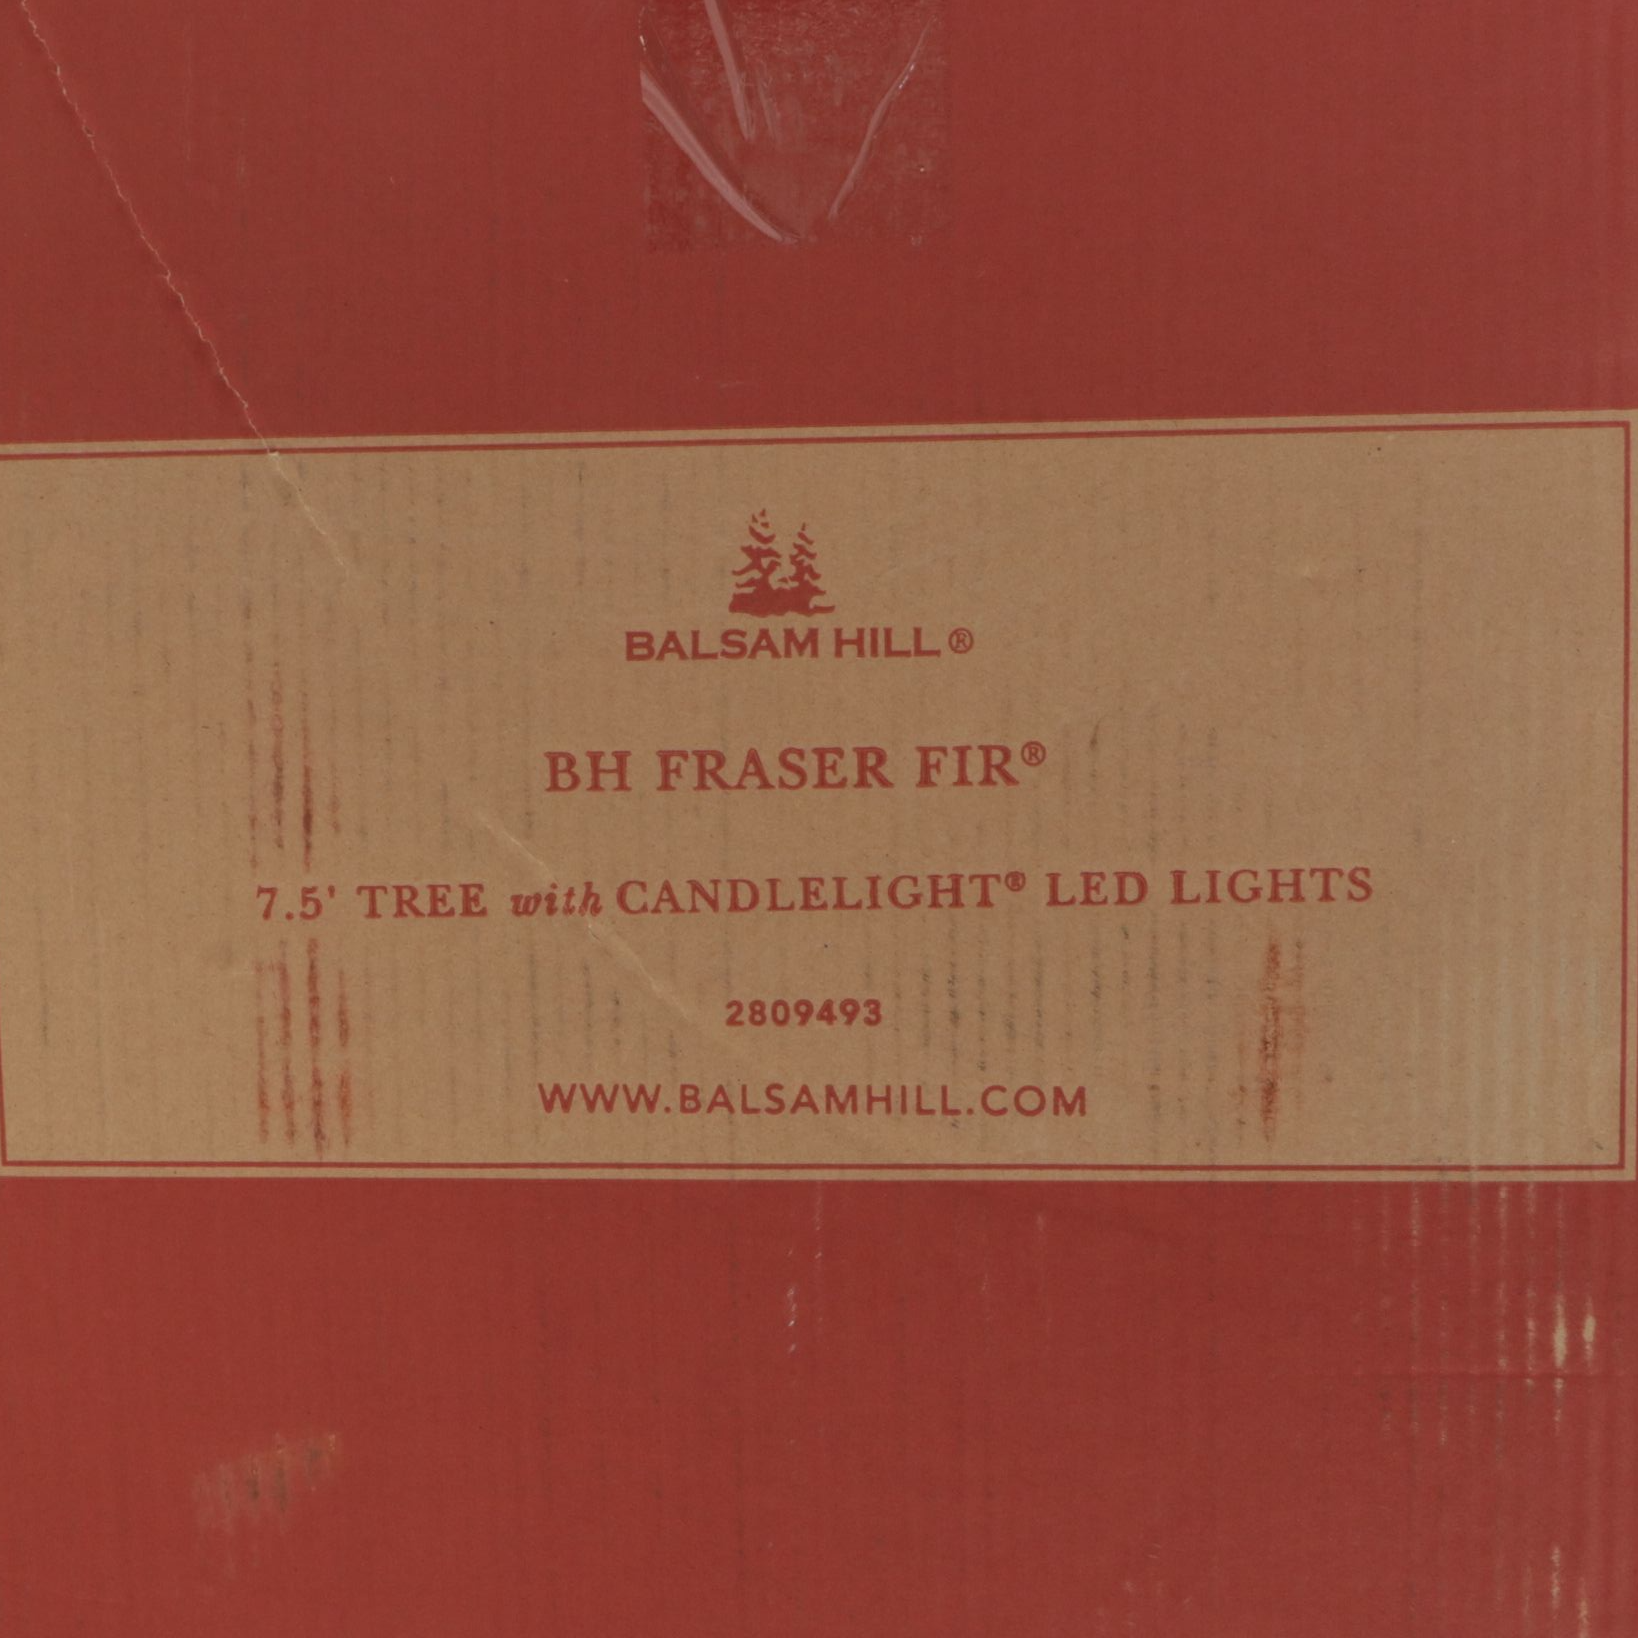 BALSAM HILL®
BH FRASER FIR®
7.5' TREE with CANDLELIGHT® LED LIGHTS
2809493
WWW.BALSAMHILL.COM